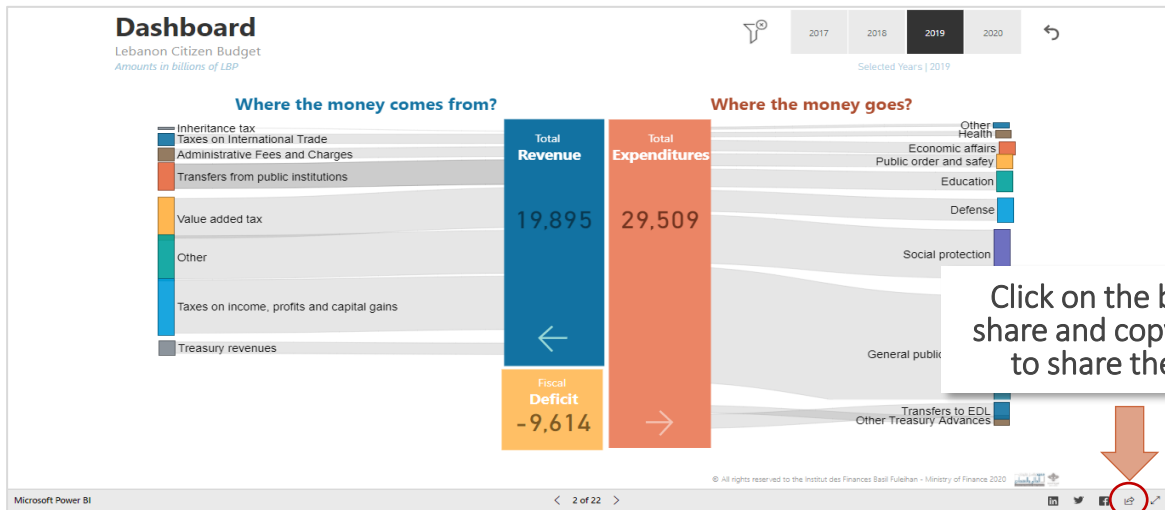 Dashboard
Lebanon Citizen Budget
Amounts in billions of LBP
2017
2018
2019
2020
Selected Years | 2019
Where the money comes from?
Where the money goes?
Inheritance tax
Taxes on International Trade
Administrative Fees and Charges
Transfers from public institutions
Value added tax
Other
Taxes on income, profits and capital gains
Treasury revenues
Total
Revenue
19,895
Fiscal
Deficit
-9,614
Total
Expenditures
29,509
Other
Health
Economic affairs
Public order and safey
Education
Defense
Social protection
General public
Transfers to EDL
Other Treasury Advances
Click on the b
share and cop
to share the
© All rights reserved to the Institut des Finances Basil Fuleihan - Ministry of Finance 2020
Microsoft Power BI
2 of 22